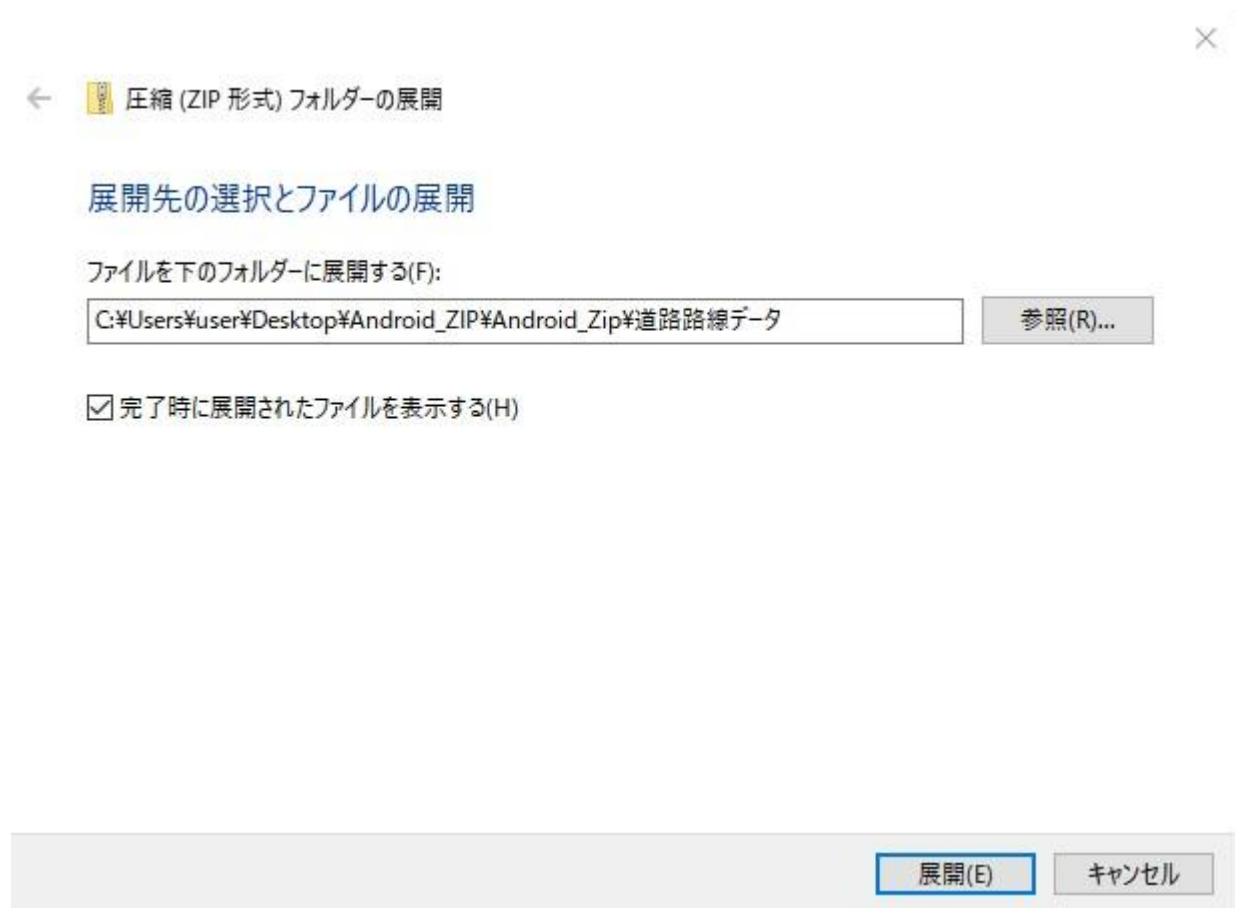 圧縮 (ZIP 形式) フォルダーの展開
展開先の選択とファイルの展開
ファイルを下のフォルダーに展開する(F):
C:¥Users¥user¥Desktop¥Android_ZIP¥Android_Zip¥道路路線データ
参照(R)...
完了時に展開されたファイルを表示する(H)
展開(E)
キャンセル